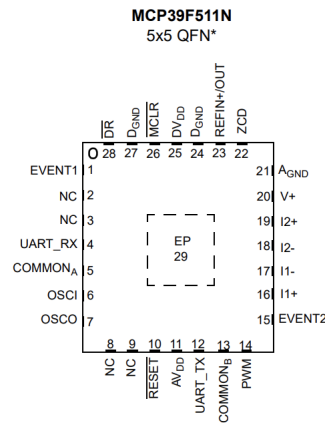 MCP39F511N
5x5 QFN*
DR
DGND
MCLR
DVDD
DGND
REFIN+/OUT
ZCD
28 27 26 25 24 23 22
EVENT1 1
NC 2
NC 3
UART_RX 4
COMMONA 5
OSCI 6
OSCO 7
21 AGND
20 V+
19 I2+
18 I2-
17 I1-
16 I1+
15 EVENT2
EP
29
8 9 10 11 12 13 14
NC
NC
RESET
AVDD
UART_TX
COMMONB
PWM